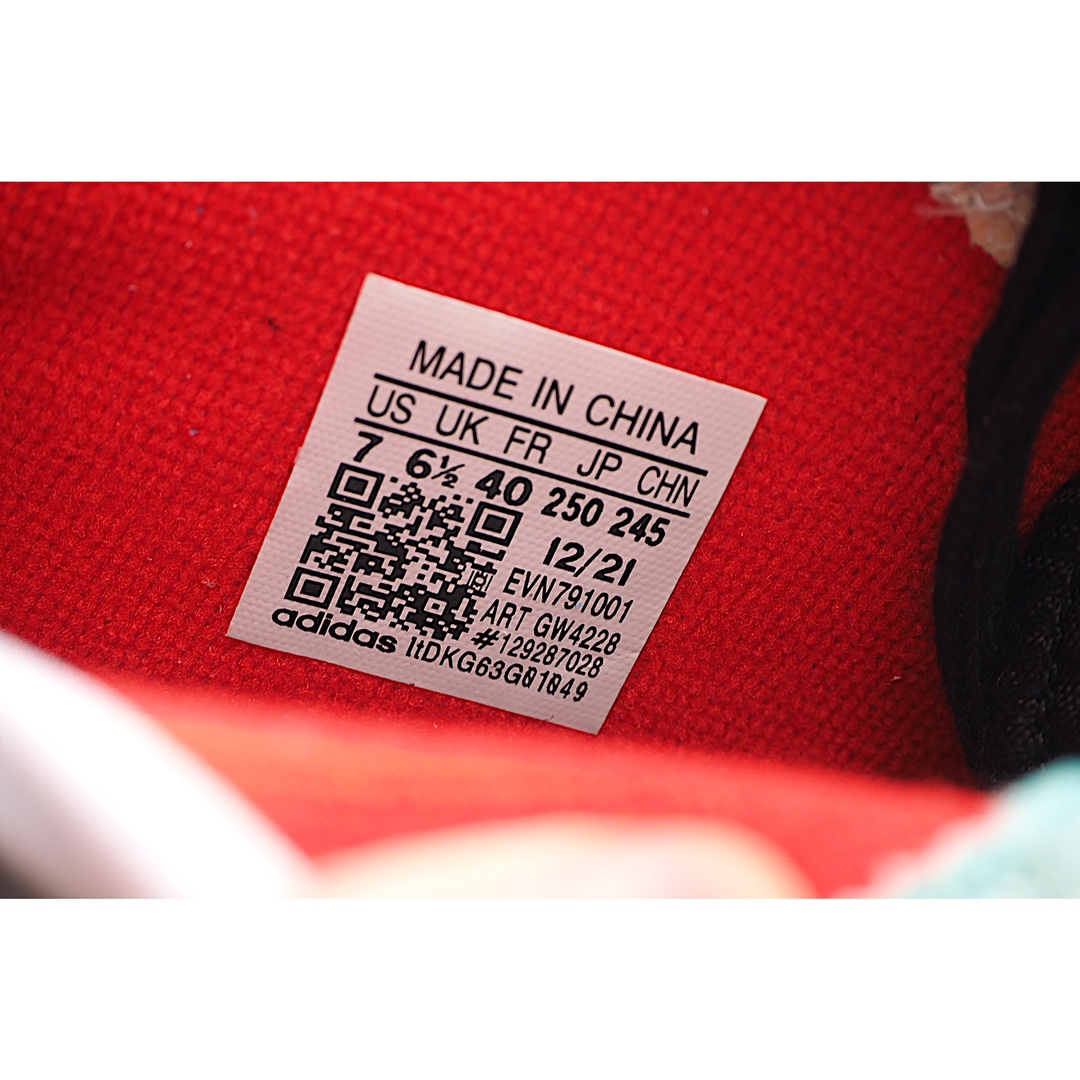 MADE IN CHINA
US UK FR JP CHN
7 6½ 40 250 245
12/21
EVN791001
ART GW4228
#129287028
adidas ltDKG63G01049